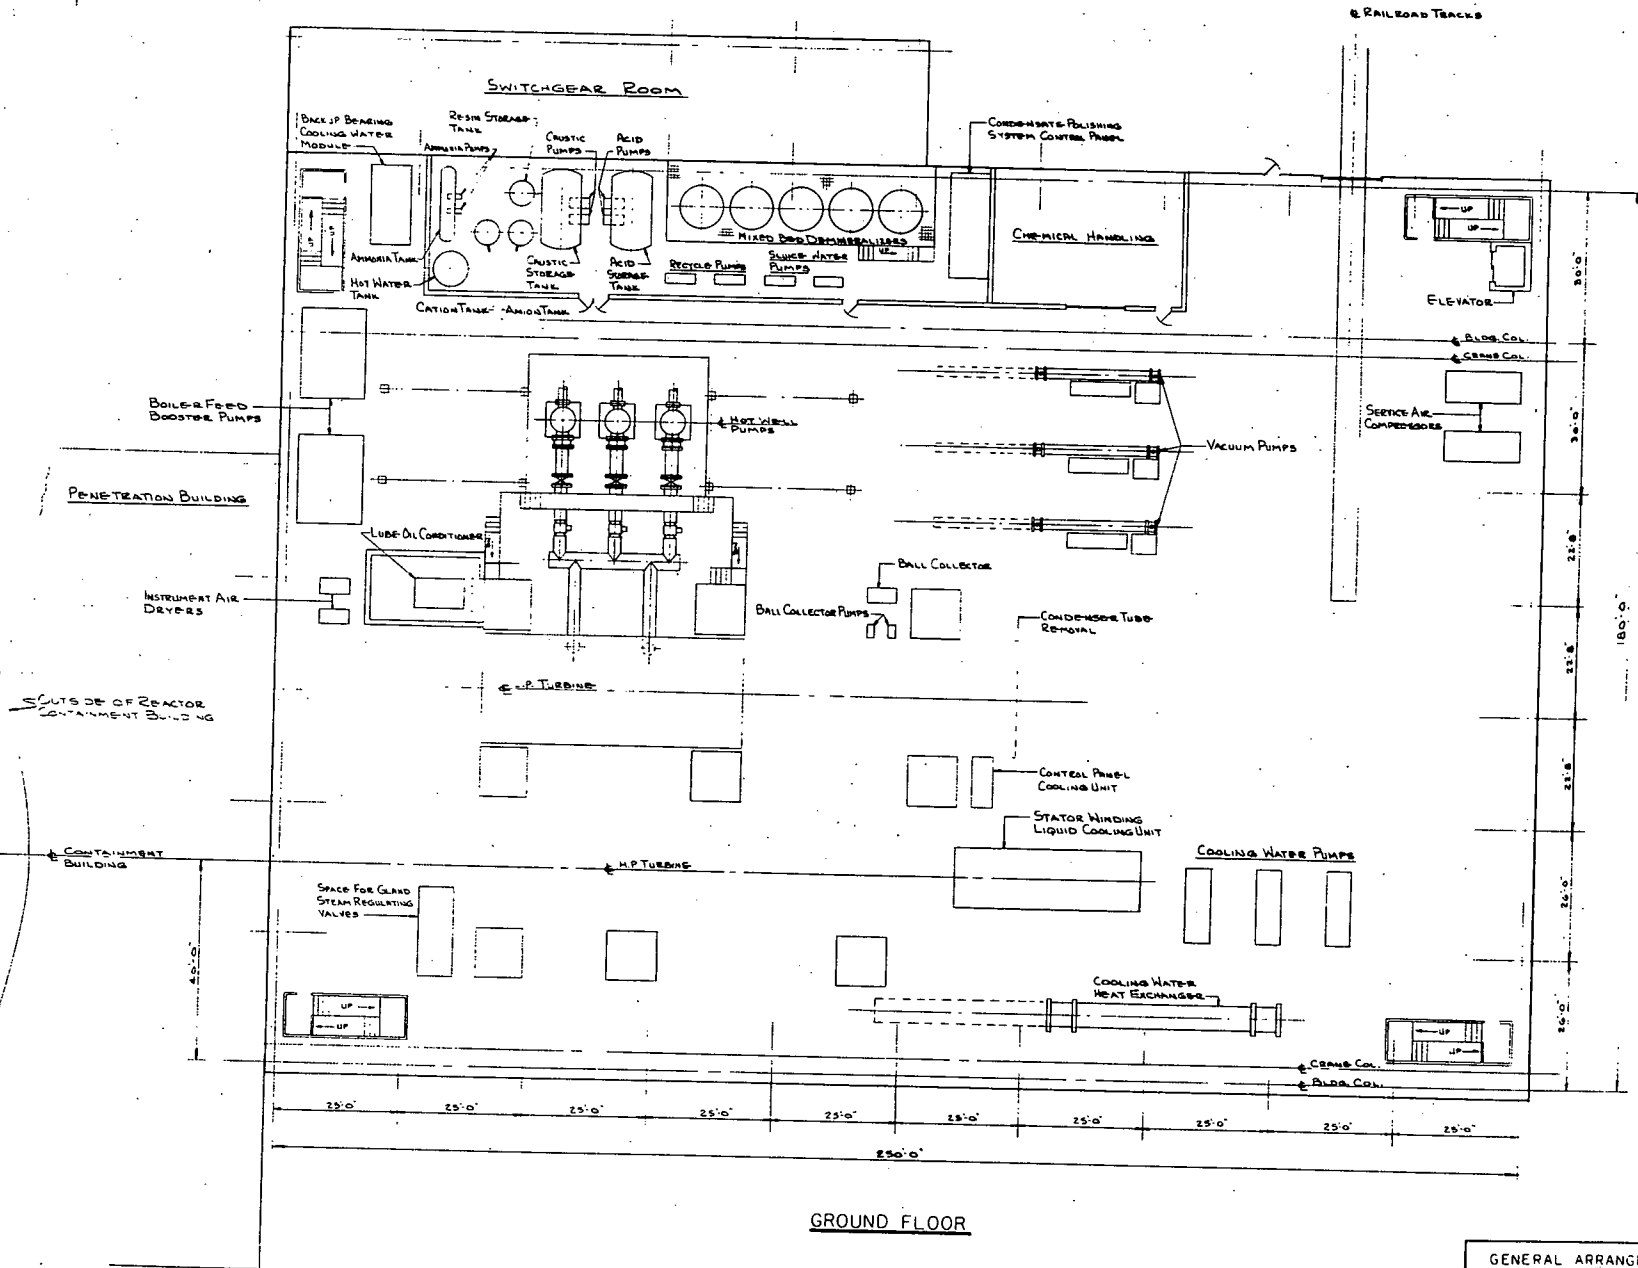 ℄ RAILROAD TRACKS
SWITCHGEAR ROOM
BACKUP BEARING
COOLING WATER
MODULE
RESIN STORAGE
TANK
AMMONIA PUMPS
CAUSTIC
PUMPS
ACID
PUMPS
CONDENSATE POLISHING
SYSTEM CONTROL PANEL
UP
UP
UP
UP
MIXED BED DEMINERALIZERS
UP
CHEMICAL HANDLING
AMMONIA TANK
HOT WATER
TANK
CAUSTIC
STORAGE
TANK
ACID
STORAGE
TANK
RECYCLE PUMPS
SLUICE WATER
PUMPS
CATION TANK
ANION TANK
ELEVATOR
30'-0"
℄ BLDG. COL.
℄ CRANE COL.
BOILER FEED
BOOSTER PUMPS
℄ HOT WELL
PUMPS
VACUUM PUMPS
SERVICE AIR
COMPRESSORS
30'-0"
PENETRATION BUILDING
LUBE OIL CONDITIONER
BALL COLLECTOR
22'-8"
INSTRUMENT AIR
DRYERS
BALL COLLECTOR PUMPS
CONDENSER TUBE
REMOVAL
180'-0"
22'-8"
℄ L.P. TURBINE
OUTSIDE OF REACTOR
CONTAINMENT BUILDING
CONTROL PANEL
COOLING UNIT
22'-8"
STATOR WINDING
LIQUID COOLING UNIT
COOLING WATER PUMPS
℄ CONTAINMENT
BUILDING
℄ H.P. TURBINE
SPACE FOR GLAND
STEAM REGULATING
VALVES
26'-0"
40'-0"
COOLING WATER
HEAT EXCHANGER
UP
UP
UP
UP
26'-0"
℄ CRANE COL.
℄ BLDG. COL.
25'-0" 25'-0" 25'-0" 25'-0" 25'-0" 25'-0" 25'-0" 25'-0" 25'-0" 25'-0"
250'-0"
GROUND FLOOR
GENERAL ARRANG